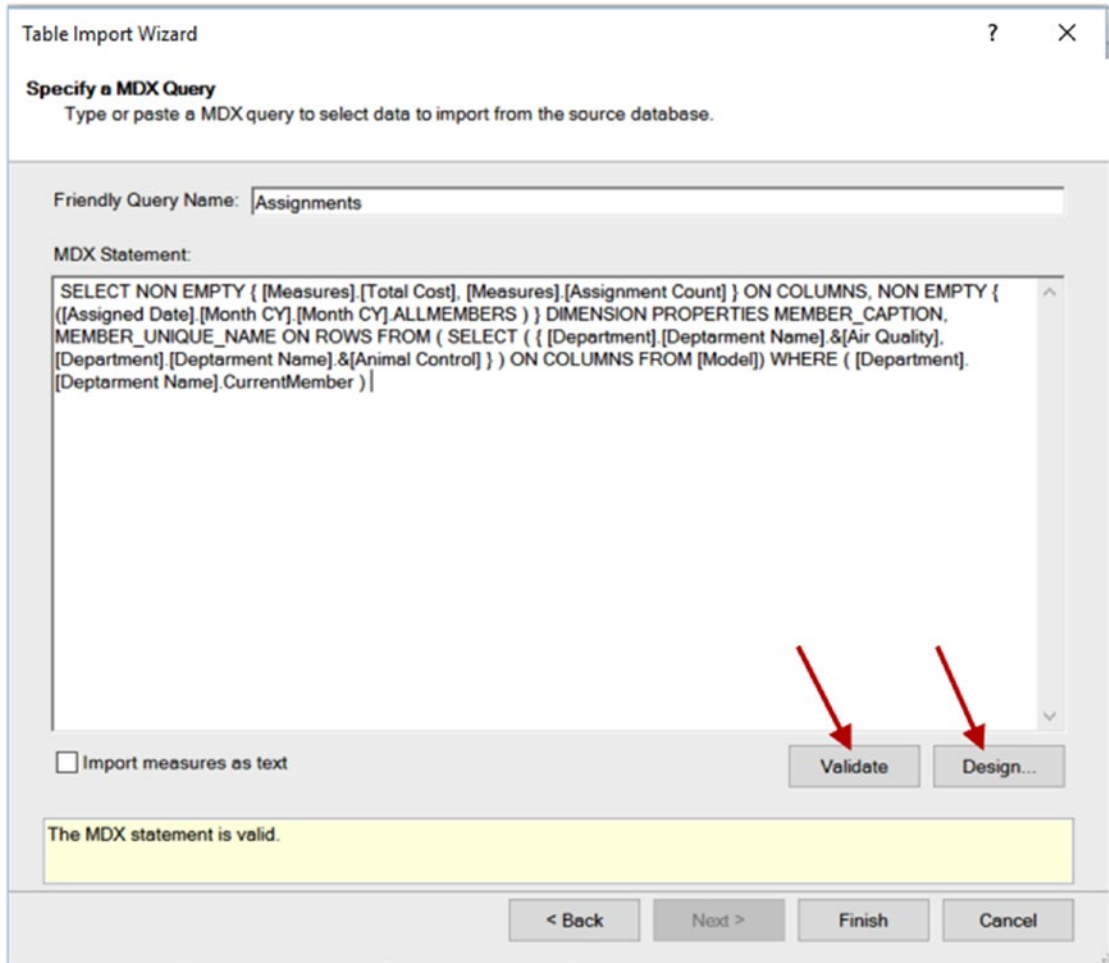 Table Import Wizard ? X
Specify a MDX Query
Type or paste a MDX query to select data to import from the source database.
Friendly Query Name: Assignments
MDX Statement:
SELECT NON EMPTY { [Measures].[Total Cost], [Measures].[Assignment Count] } ON COLUMNS, NON EMPTY {
([Assigned Date].[Month CY].[Month CY].ALLMEMBERS ) } DIMENSION PROPERTIES MEMBER_CAPTION,
MEMBER_UNIQUE_NAME ON ROWS FROM ( SELECT ( { [Department].[Deptarment Name].&[Air Quality],
[Department].[Deptarment Name].&[Animal Control] } ) ON COLUMNS FROM [Model]) WHERE ( [Department].
[Deptarment Name].CurrentMember )
Import measures as text
Validate Design...
The MDX statement is valid.
< Back Next > Finish Cancel